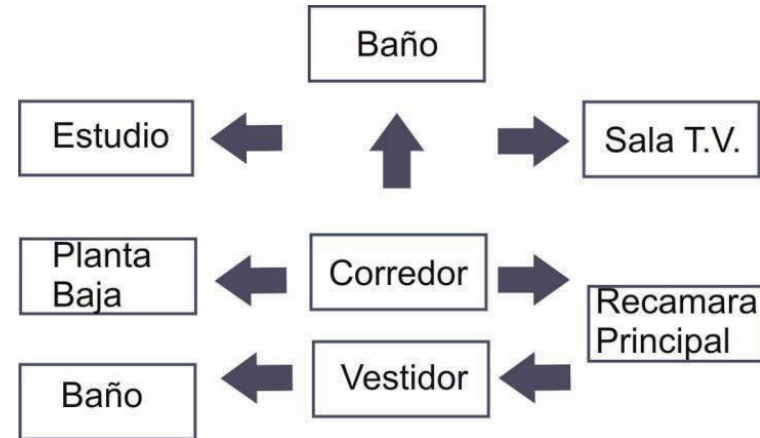 Baño
Estudio
Sala T.V.
Planta
Baja
Corredor
Recamara
Principal
Baño
Vestidor